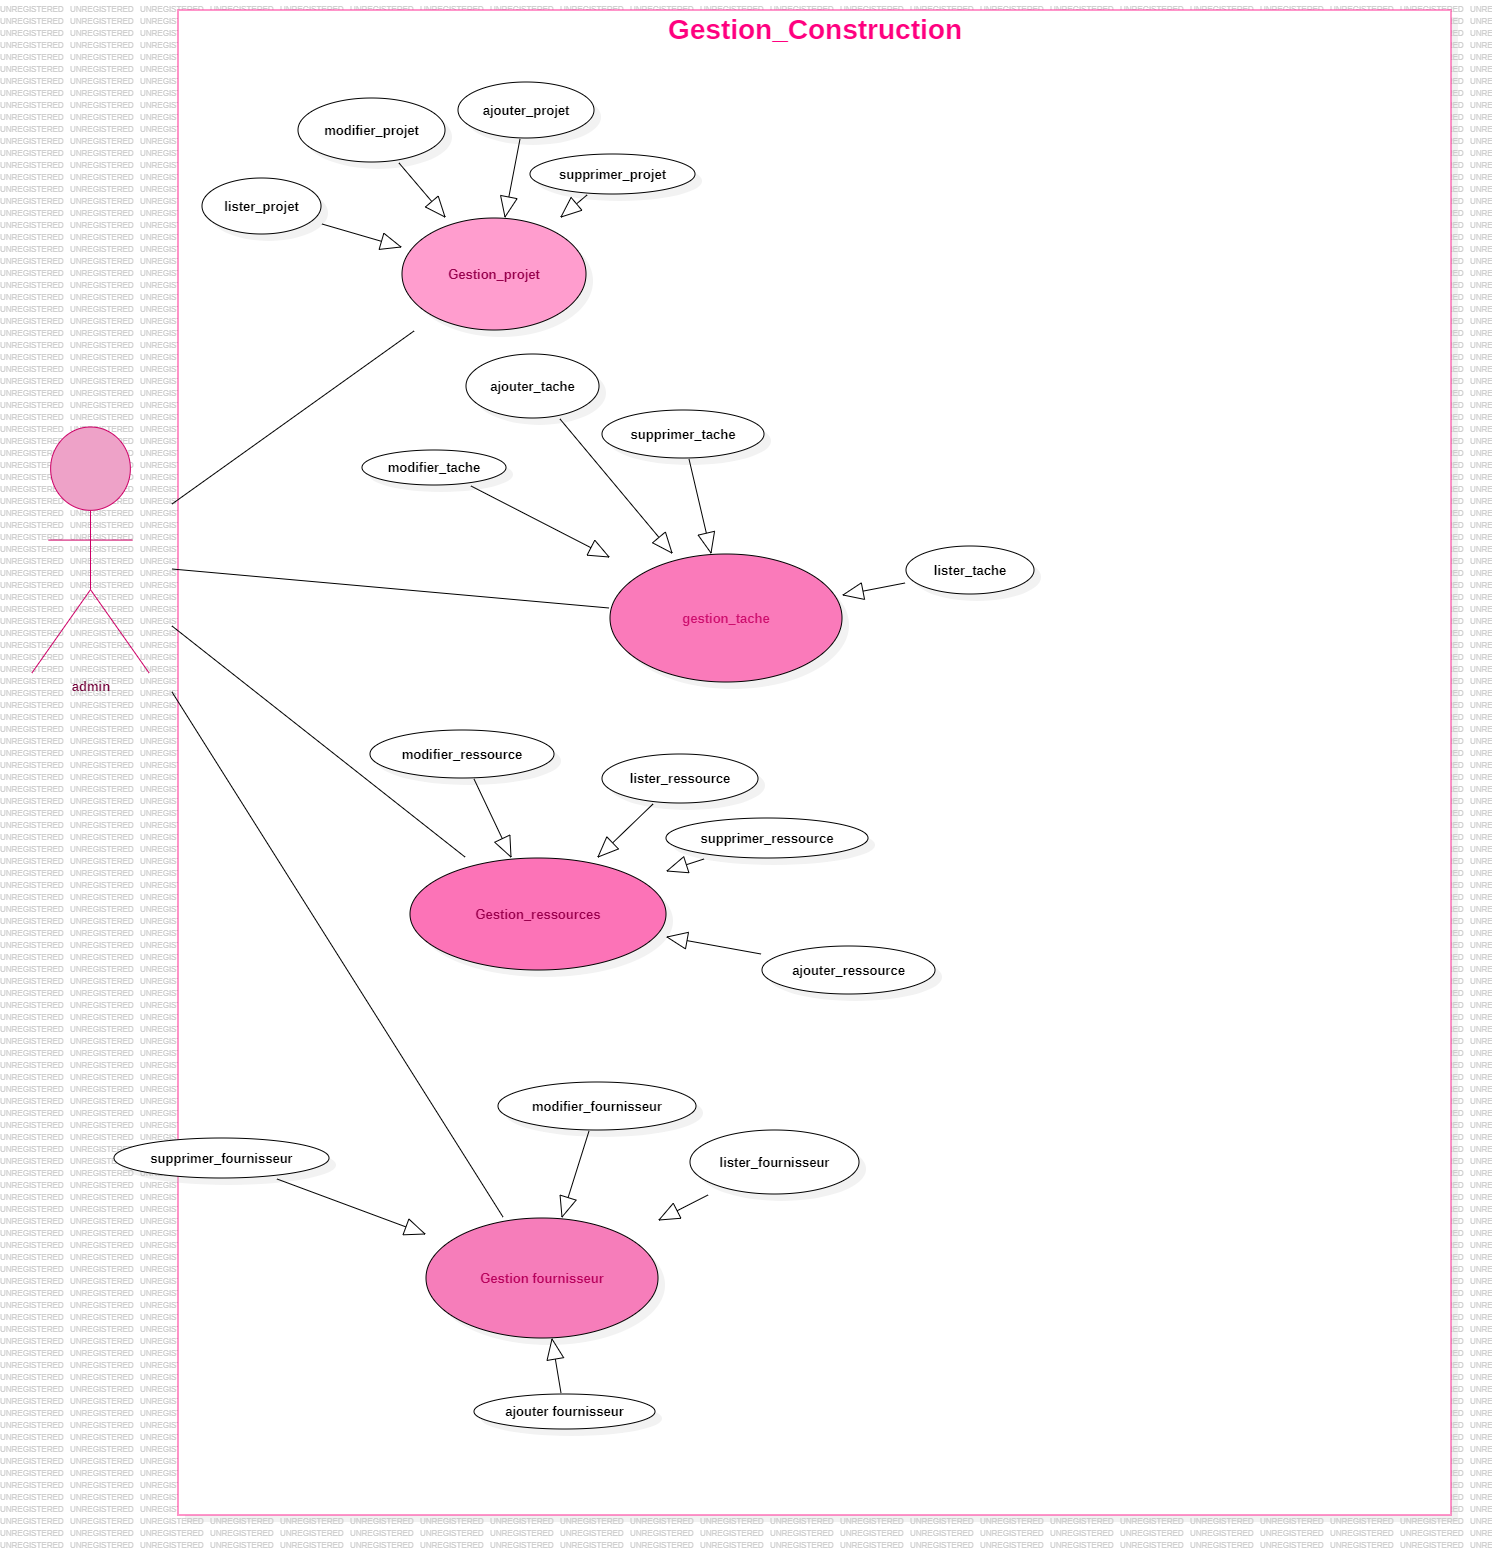 Gestion_Construction
ajouter_projet
modifier_projet
supprimer_projet
lister_projet
Gestion_projet
ajouter_tache
supprimer_tache
modifier_tache
lister_tache
gestion_tache
admin
modifier_ressource
lister_ressource
supprimer_ressource
Gestion_ressources
ajouter_ressource
modifier_fournisseur
supprimer_fournisseur
lister_fournisseur
Gestion fournisseur
ajouter fournisseur
UNREGISTERED